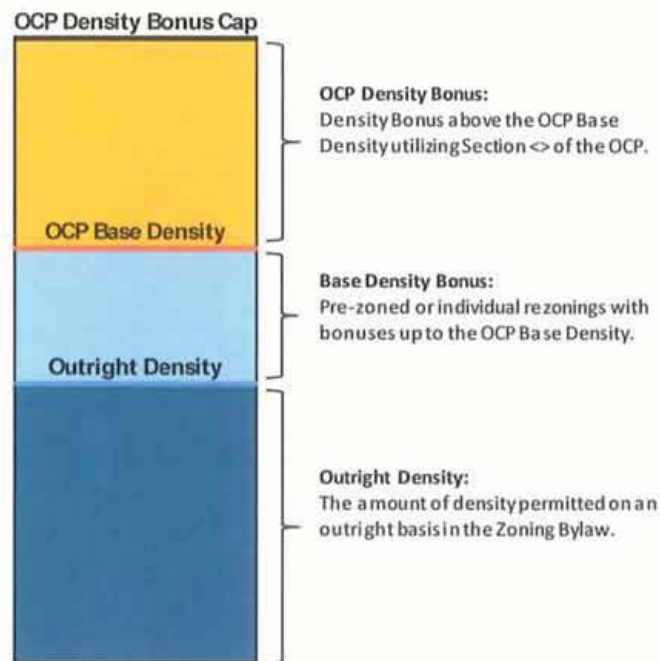 OCP Density Bonus Cap
OCP Density Bonus:
Density Bonus above the OCP Base
Density utilizing Section <> of the OCP.
OCP Base Density
Base Density Bonus:
Pre-zoned or individual rezonings with
bonuses up to the OCP Base Density.
Outright Density
Outright Density:
The amount of density permitted on an
outright basis in the Zoning Bylaw.